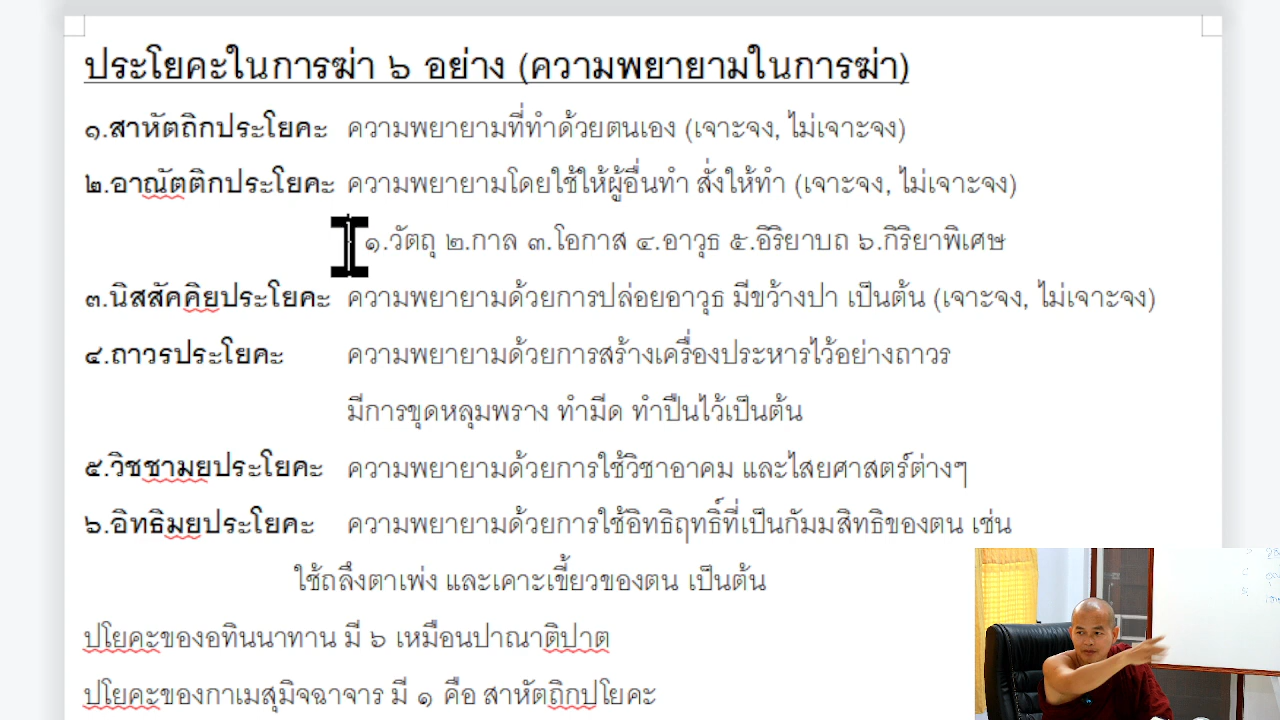 ประโยคะในการฆ่า ๖ อย่าง (ความพยายามในการฆ่า)
๑.สาหัตถิกประโยคะ ความพยายามที่ทำด้วยตนเอง (เจาะจง, ไม่เจาะจง)
๒.อาณัตติกประโยคะ ความพยายามโดยใช้ให้ผู้อื่นทำ สั่งให้ทำ (เจาะจง, ไม่เจาะจง)
๑.วัตถุ ๒.กาล ๓.โอกาส ๔.อาวุธ ๕.อิริยาบถ ๖.กิริยาพิเศษ
๓.นิสสัคคิยประโยคะ ความพยายามด้วยการปล่อยอาวุธ มีขว้างปา เป็นต้น (เจาะจง, ไม่เจาะจง)
๔.ถาวรประโยคะ ความพยายามด้วยการสร้างเครื่องประหารไว้อย่างถาวร
มีการขุดหลุมพราง ทำมีด ทำปืนไว้เป็นต้น
๕.วิชชามยประโยคะ ความพยายามด้วยการใช้วิชาอาคม และไสยศาสตร์ต่างๆ
๖.อิทธิมยประโยคะ ความพยายามด้วยการใช้อิทธิฤทธิ์ที่เป็นกัมมสิทธิของตน เช่น
ใช้ถลึงตาเพ่ง และเคาะเขี้ยวของตน เป็นต้น
ปโยคะของอทินนาทาน มี ๖ เหมือนปาณาติปาต
ปโยคะของกาเมสุมิจฉาจาร มี ๑ คือ สาหัตถิกปโยคะ